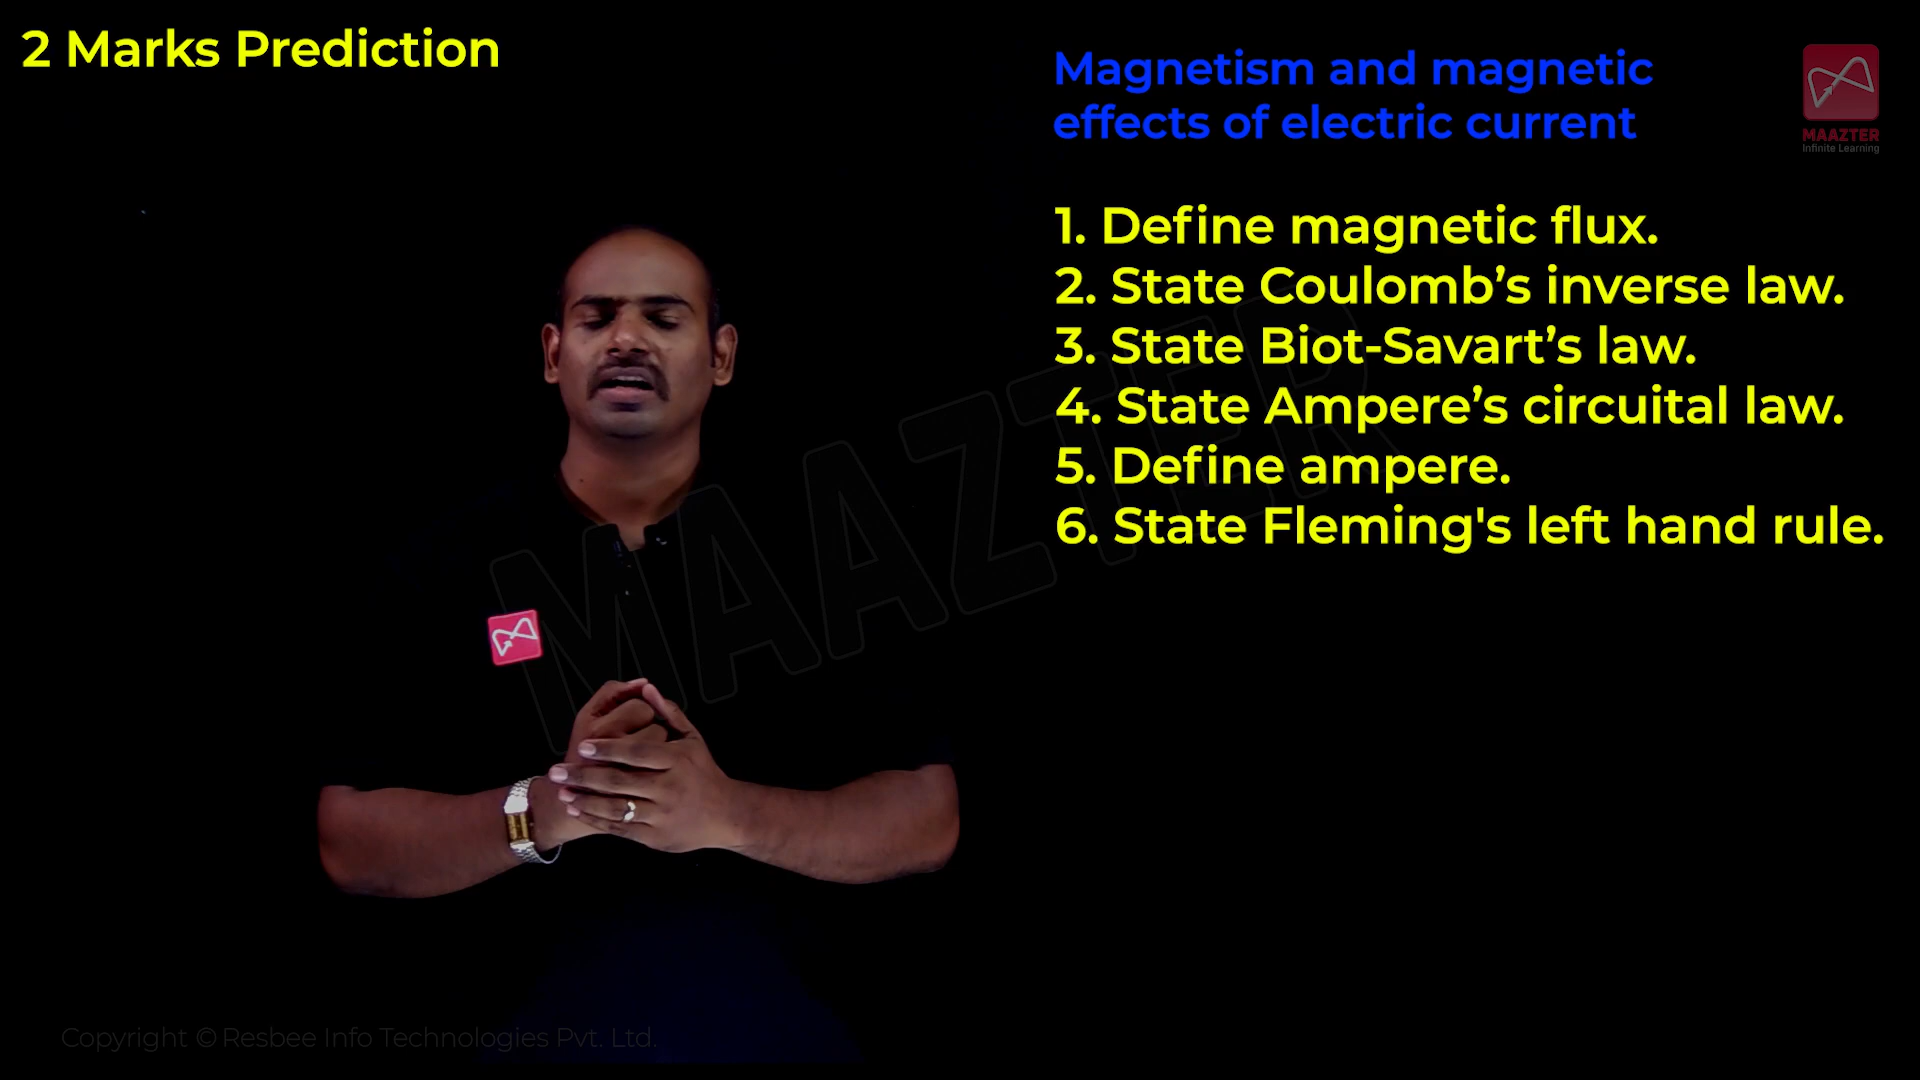 2 Marks Prediction
Magnetism and magnetic
effects of electric current
MAAZTER
Infinite Learning
1. Define magnetic flux.
2. State Coulomb’s inverse law.
3. State Biot-Savart’s law.
4. State Ampere’s circuital law.
5. Define ampere.
6. State Fleming's left hand rule.
MAAZTER
Copyright © Resbee Info Technologies Pvt. Ltd.